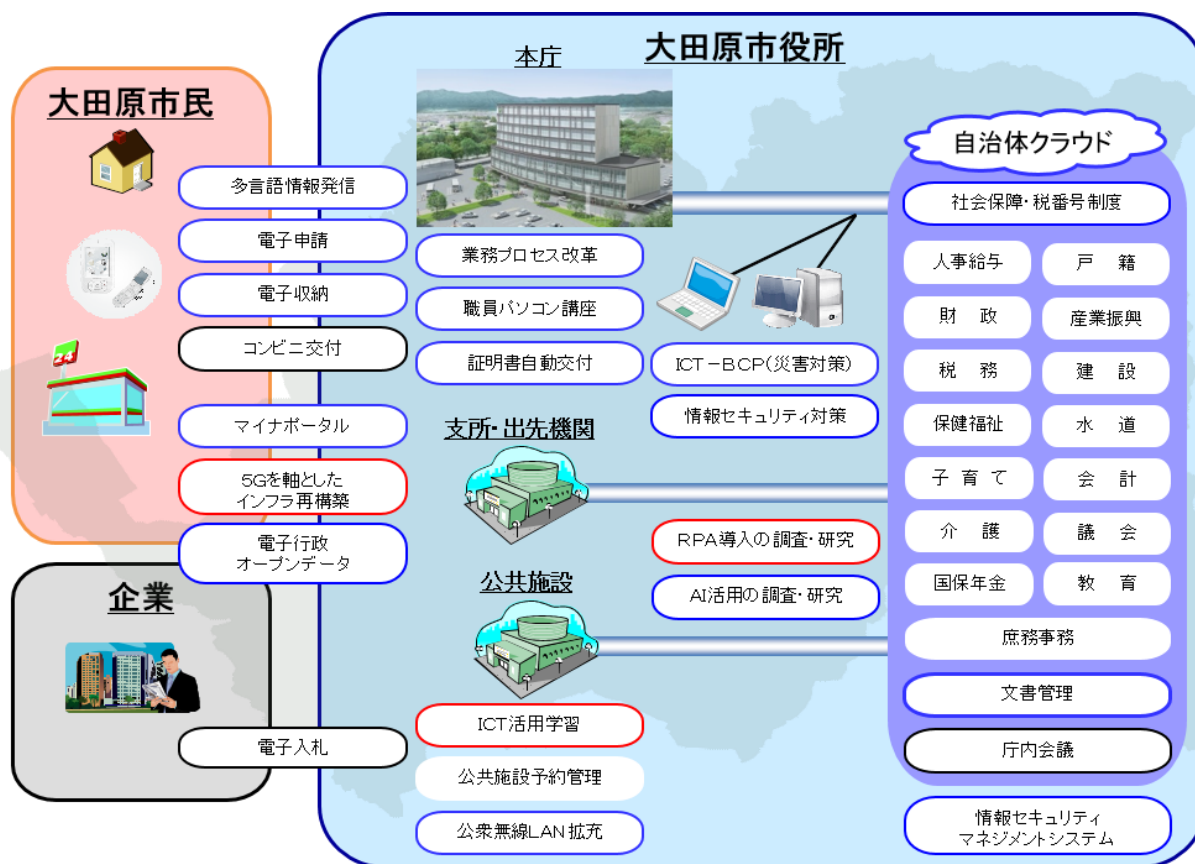 大田原市役所
本庁
大田原市民
自治体クラウド
多言語情報発信
電子申請
電子収納
コンビニ交付
24
マイナポータル
5Gを軸とした
インフラ再構築
電子行政
オープンデータ
企業
電子入札
業務プロセス改革
職員パソコン講座
証明書自動交付
ICT-BCP(災害対策)
情報セキュリティ対策
支所・出先機関
RPA導入の調査・研究
AI活用の調査・研究
公共施設
ICT活用学習
公共施設予約管理
公衆無線LAN拡充
社会保障・税番号制度
人事給与
戸　籍
財　政
産業振興
税　務
建　設
保健福祉
水　道
子 育 て
会　計
介　護
議　会
国保年金
教　育
庶務事務
文書管理
庁内会議
情報セキュリティ
マネジメントシステム